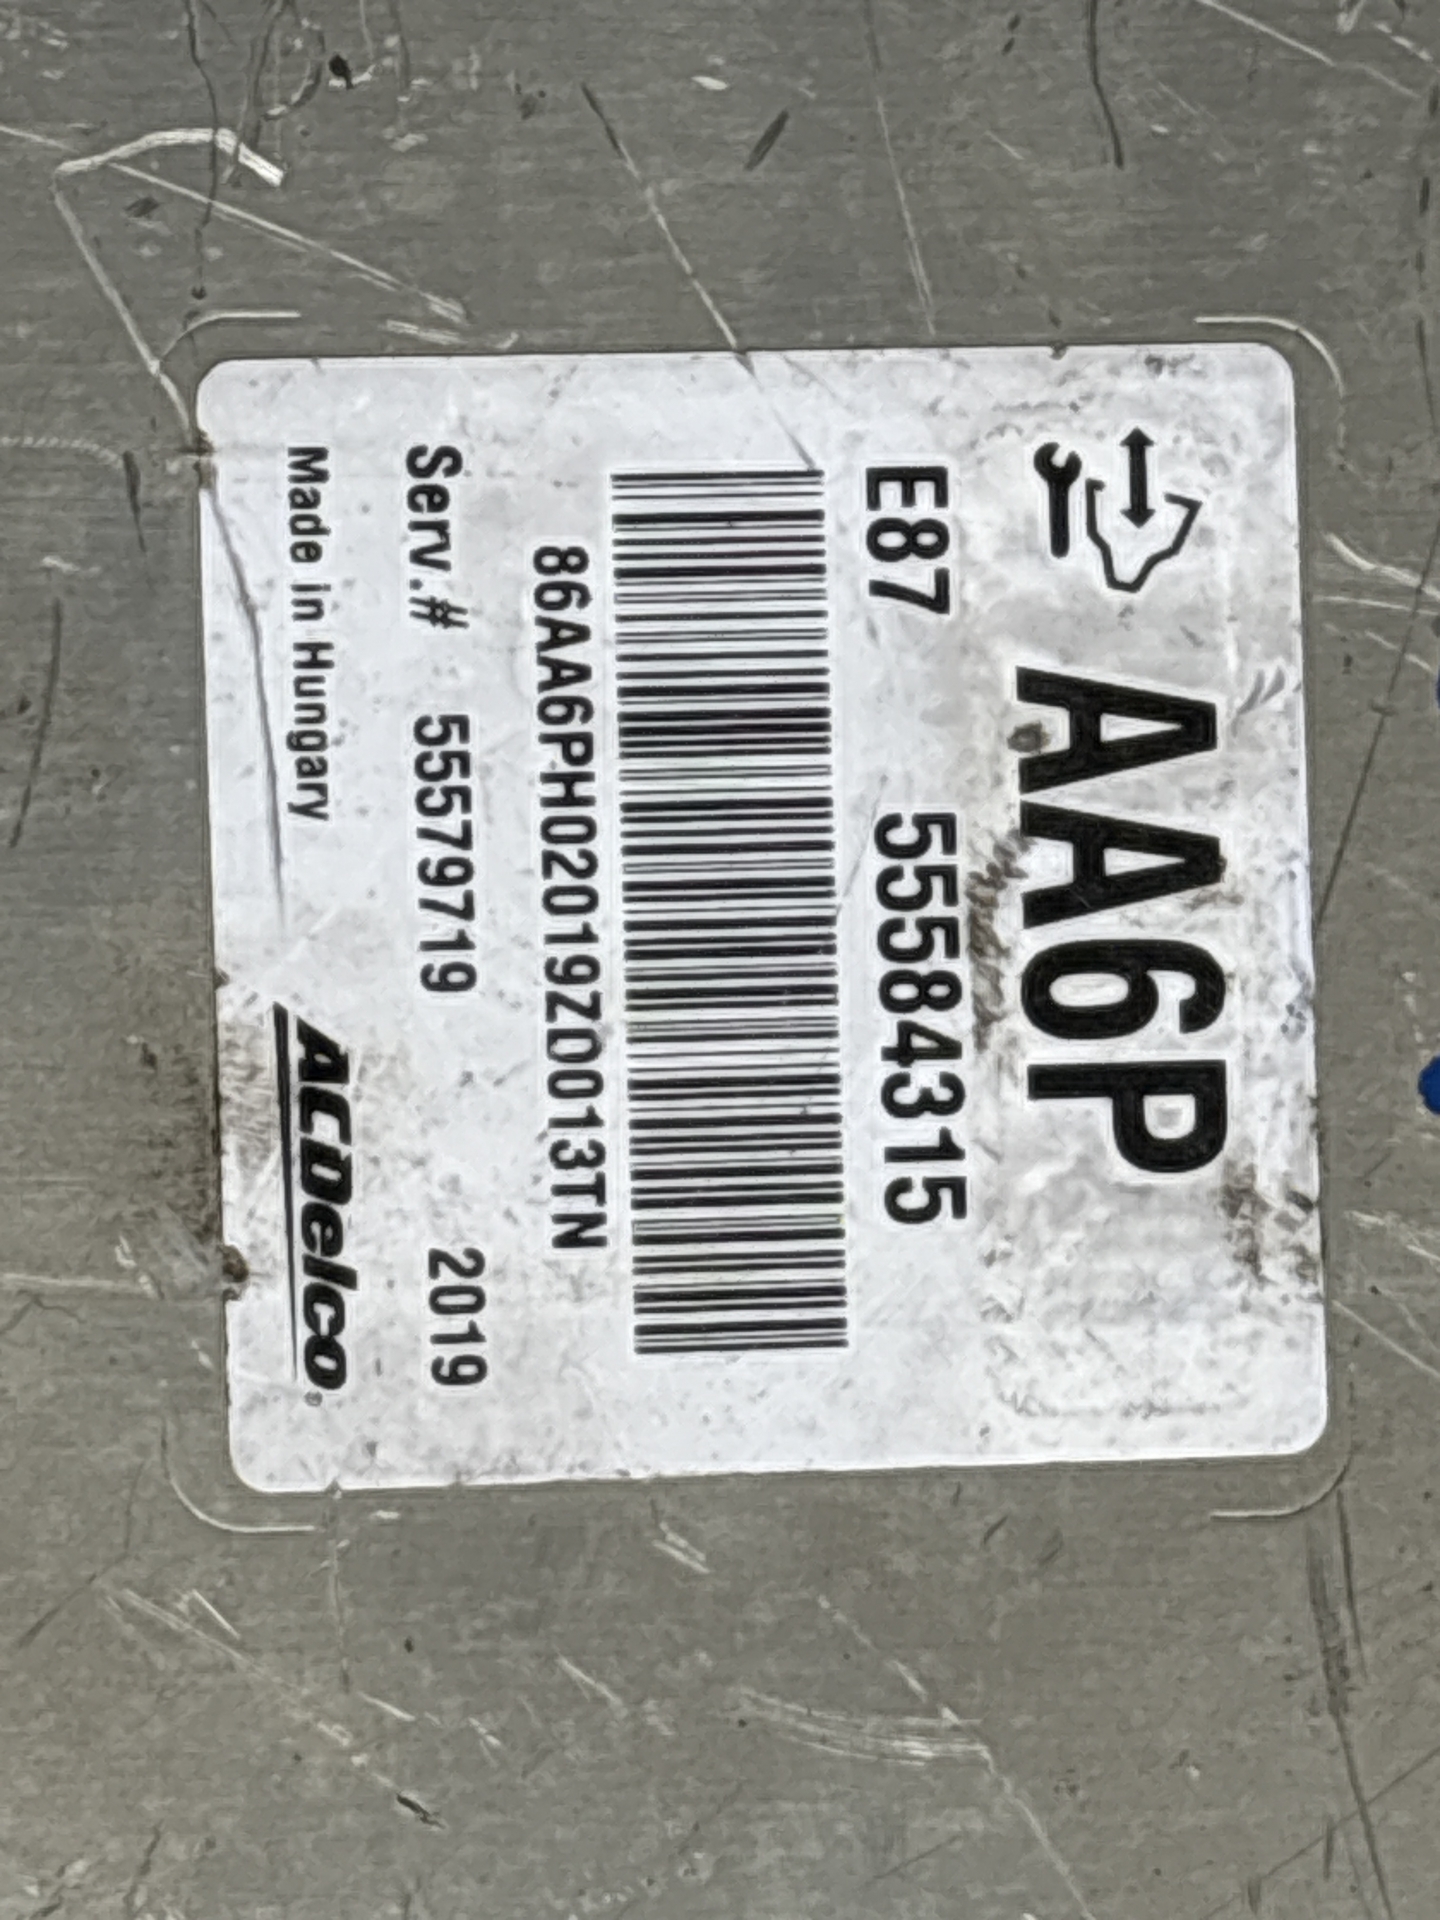 AA6P
E87 55584315
86AA6PH02019Z0013TN
Serv.# 55579719 2019
Made in Hungary ACDelco®